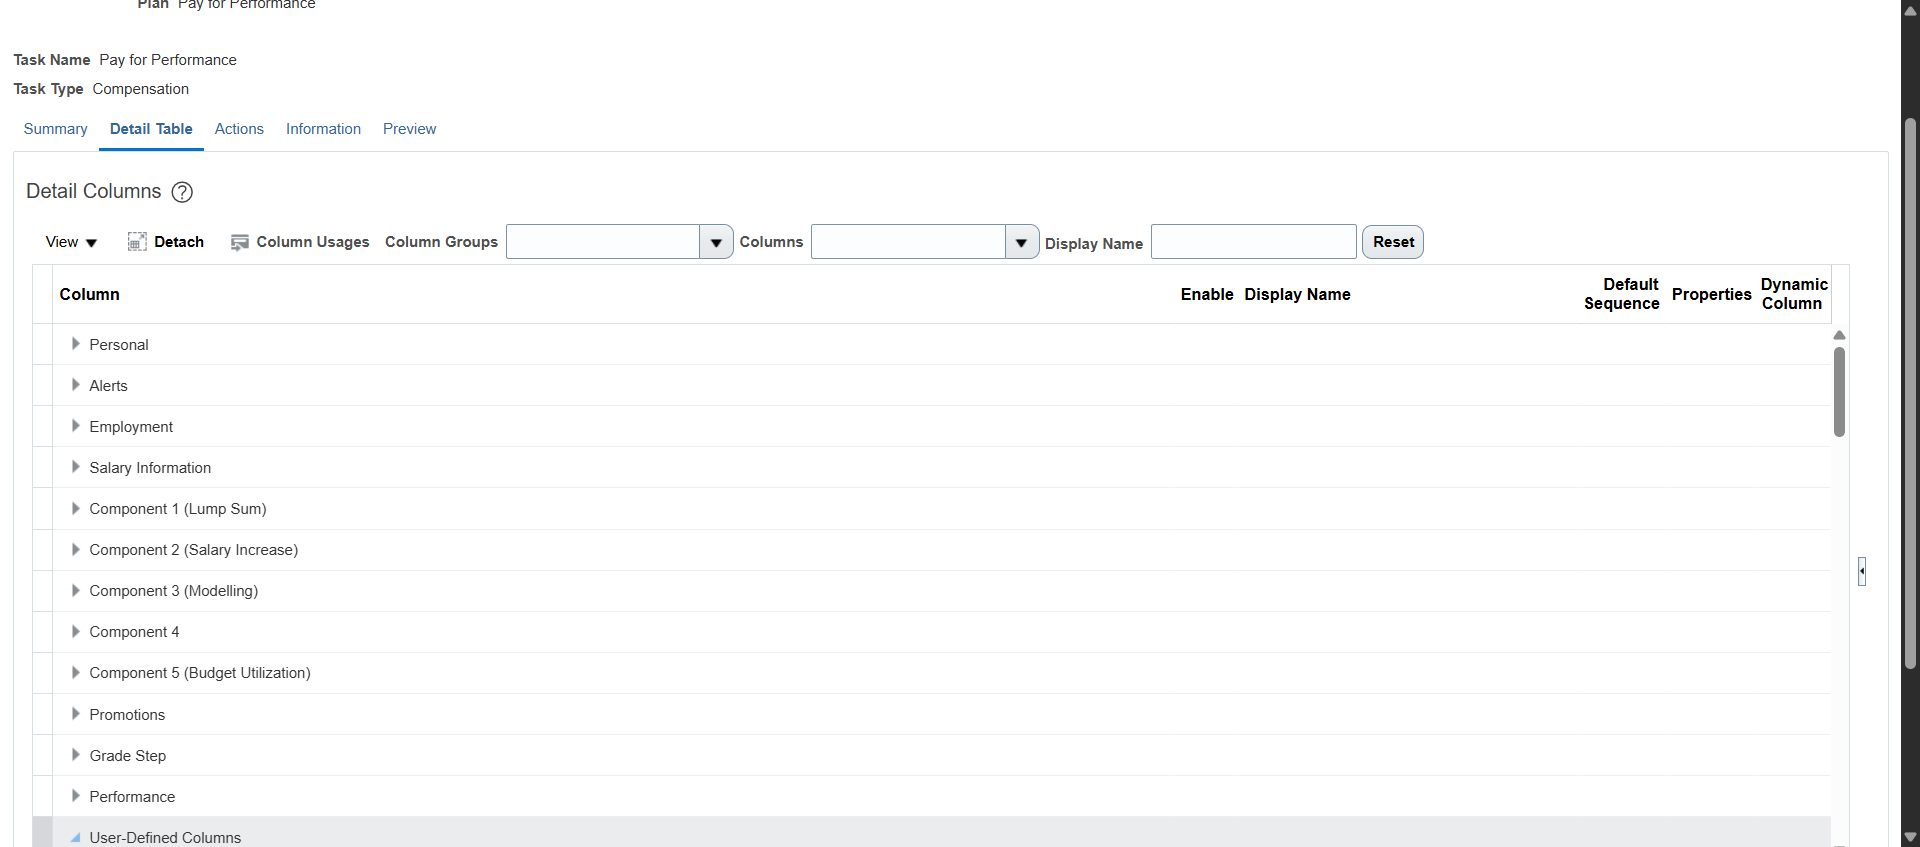 Plan Pay for Performance
Task Name Pay for Performance
Task Type Compensation
Summary Detail Table Actions Information Preview
Detail Columns ?
View Detach Column Usages Column Groups Columns Display Name Reset
Column Enable Display Name Default Sequence Properties Dynamic Column
Personal
Alerts
Employment
Salary Information
Component 1 (Lump Sum)
Component 2 (Salary Increase)
Component 3 (Modelling)
Component 4
Component 5 (Budget Utilization)
Promotions
Grade Step
Performance
User-Defined Columns